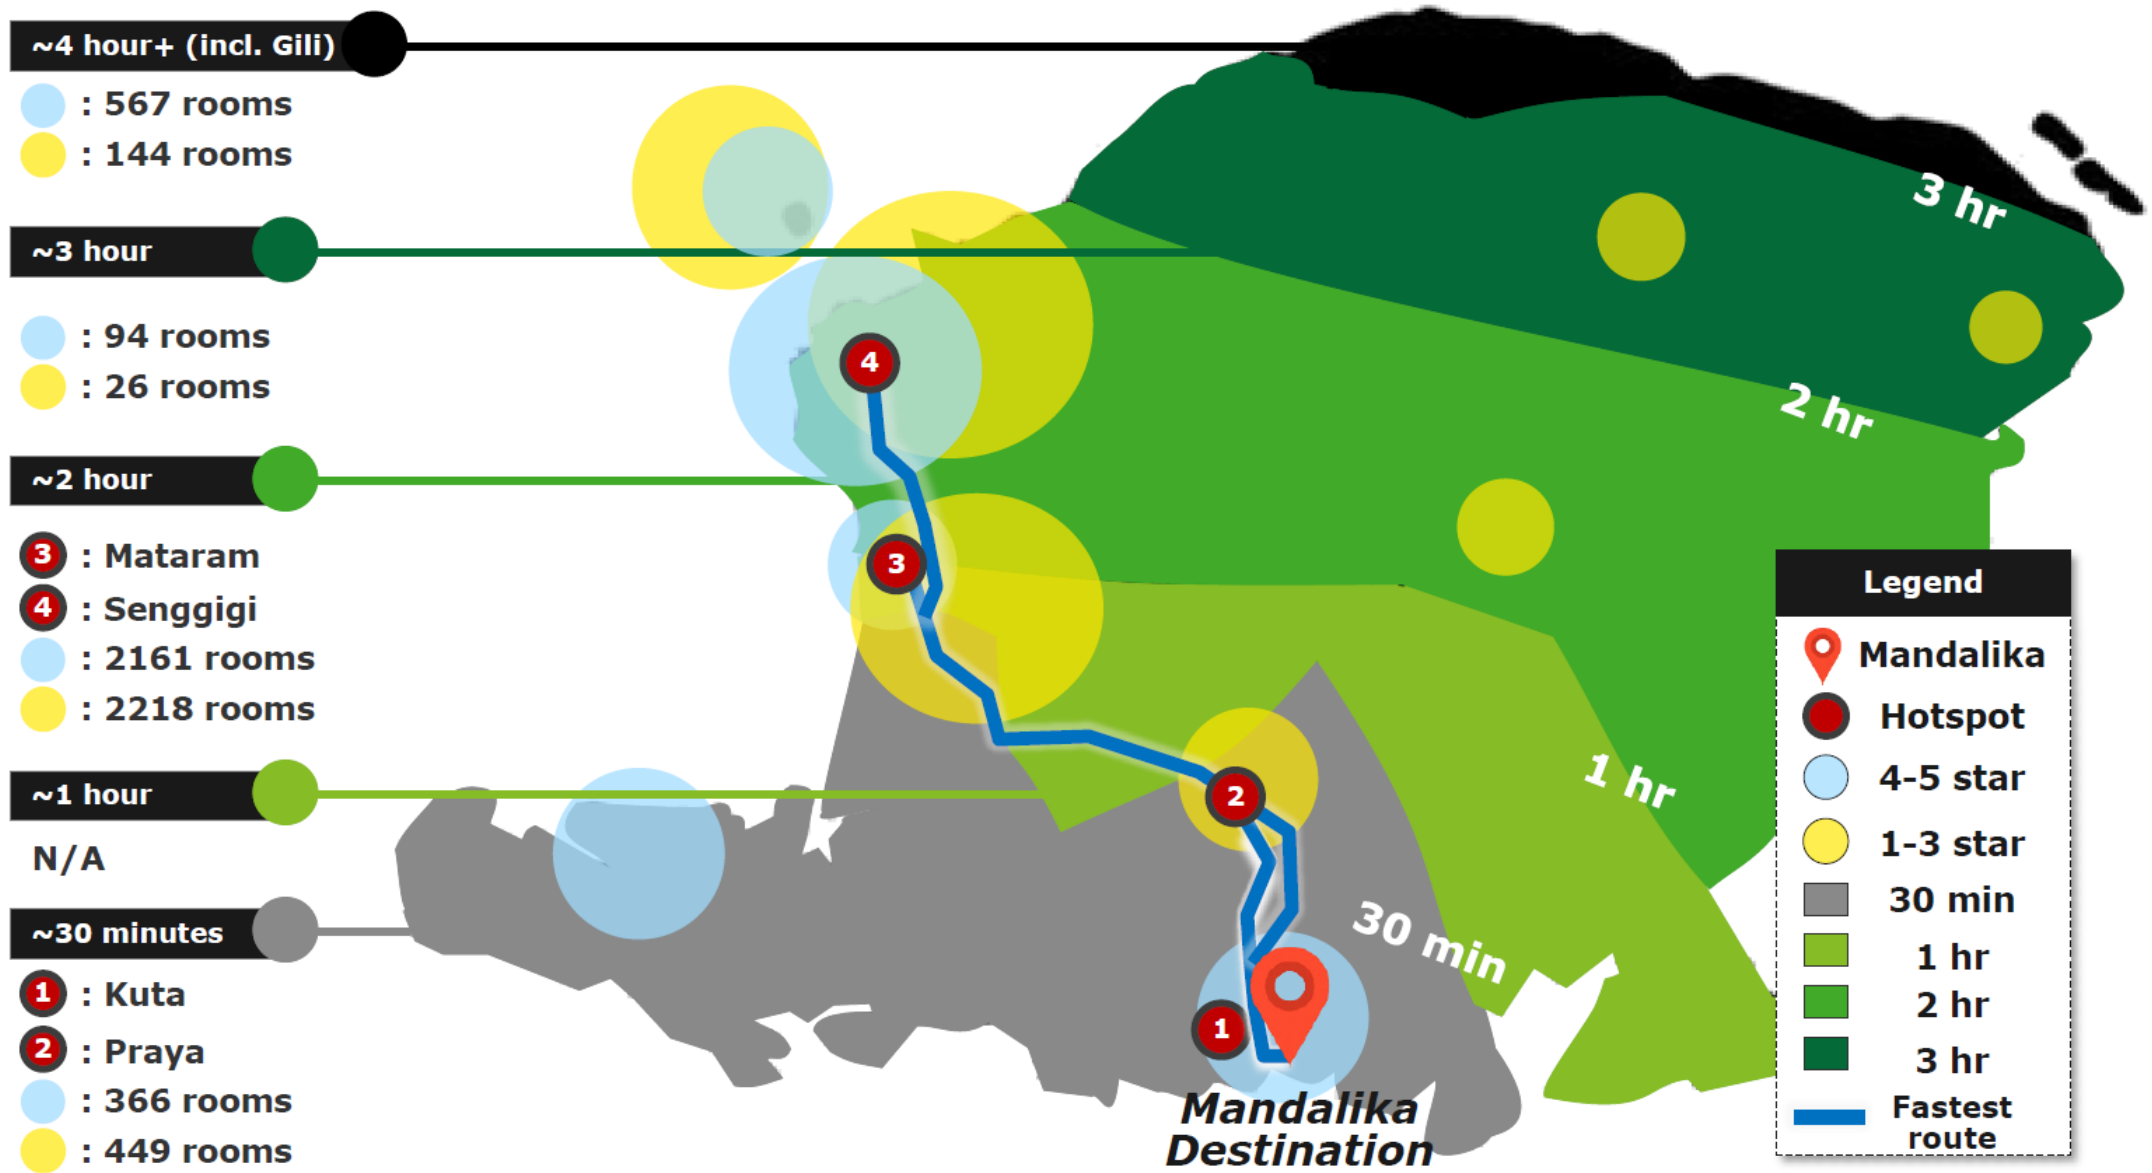 ~4 hour+ (incl. Gili)
: 567 rooms
: 144 rooms
~3 hour
: 94 rooms
: 26 rooms
~2 hour
3 : Mataram
4 : Senggigi
: 2161 rooms
: 2218 rooms
~1 hour
N/A
~30 minutes
1 : Kuta
2 : Praya
: 366 rooms
: 449 rooms
3 hr
2 hr
1 hr
30 min
4
3
2
1
Mandalika
Destination
Legend
Mandalika
Hotspot
4-5 star
1-3 star
30 min
1 hr
2 hr
3 hr
Fastest
route